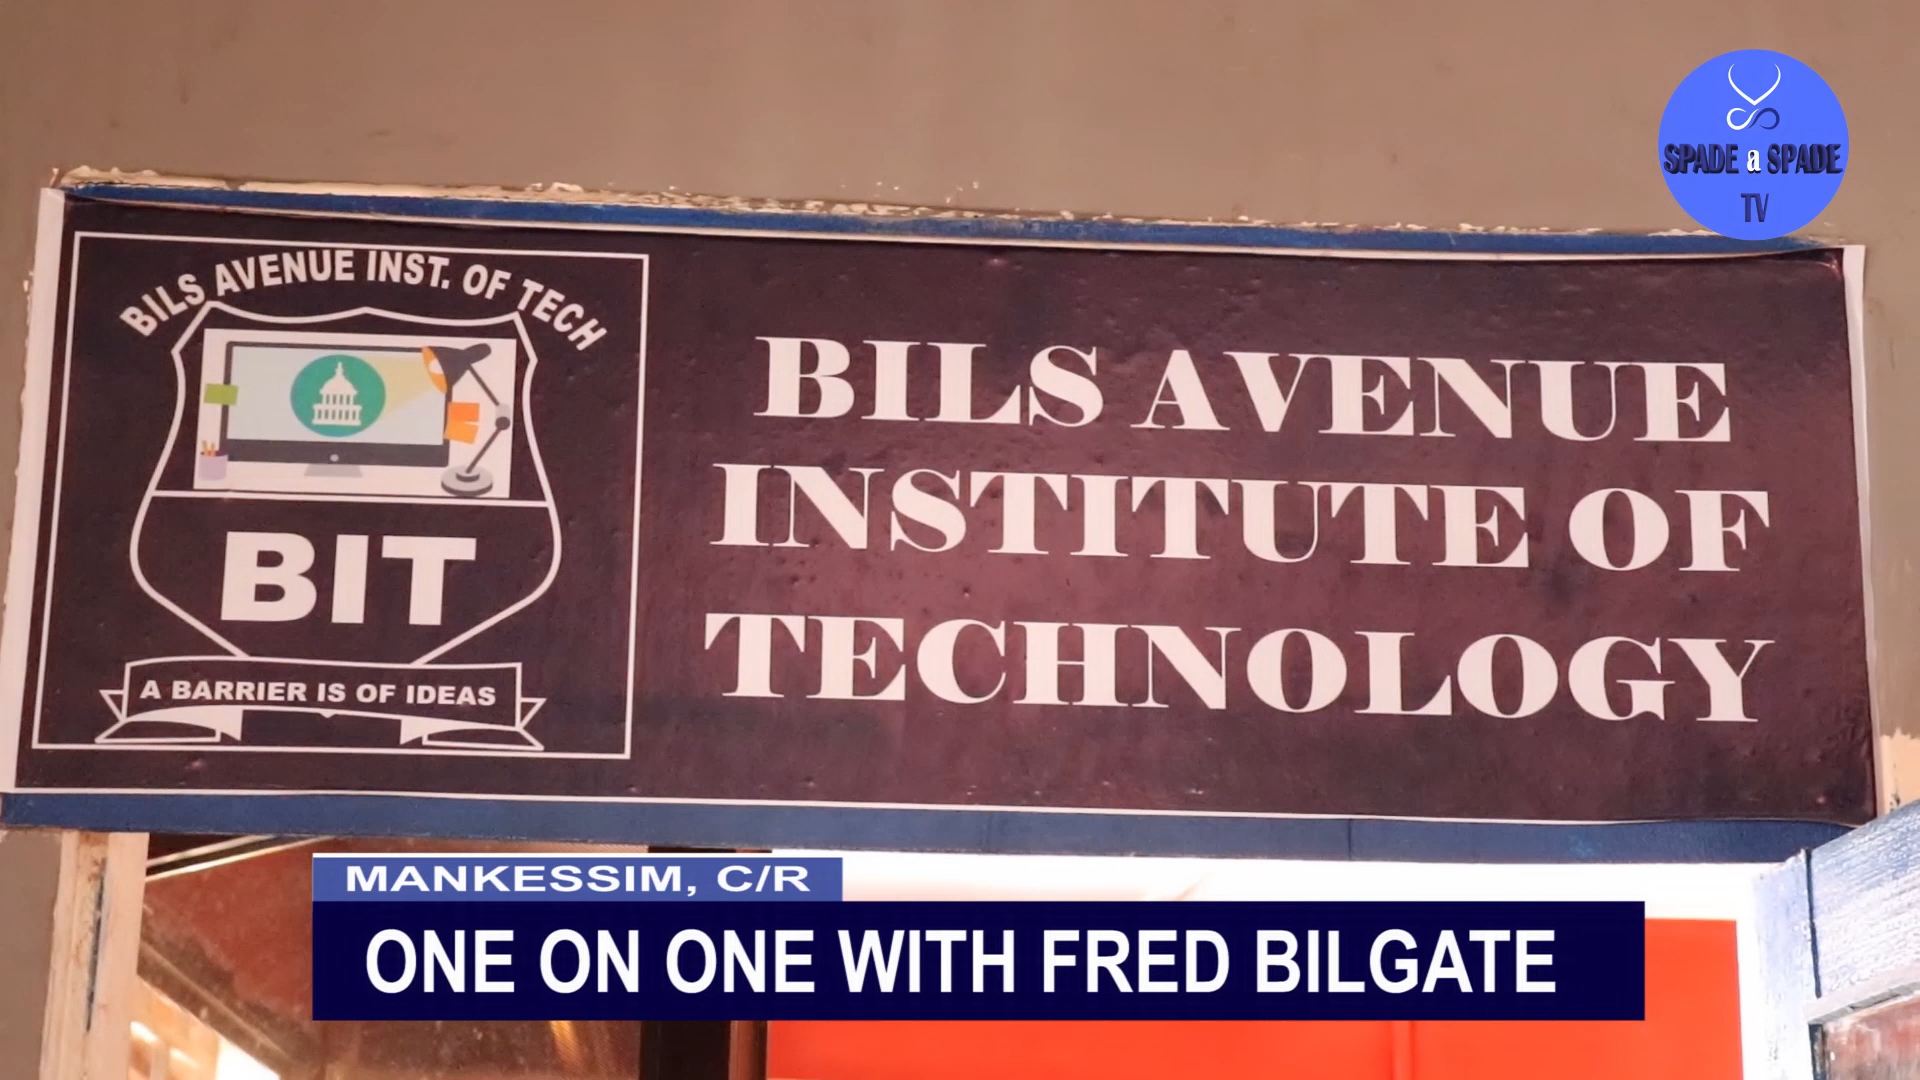 SPADE a SPADE
TV
BILS AVENUE INST. OF TECH
BIT
A BARRIER IS OF IDEAS
BILS AVENUE
INSTITUTE OF
TECHNOLOGY
MANKESSIM, C/R
ONE ON ONE WITH FRED BILGATE